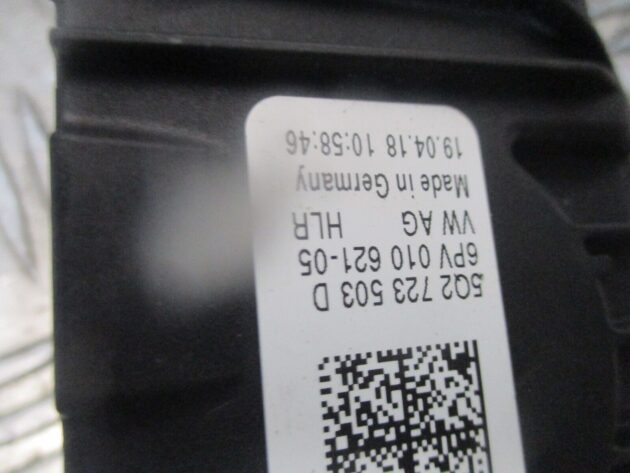 5Q2 723 503 D
6PV 010 621-05
VW AG HLR
Made in Germany
19.04.18 10:58:46